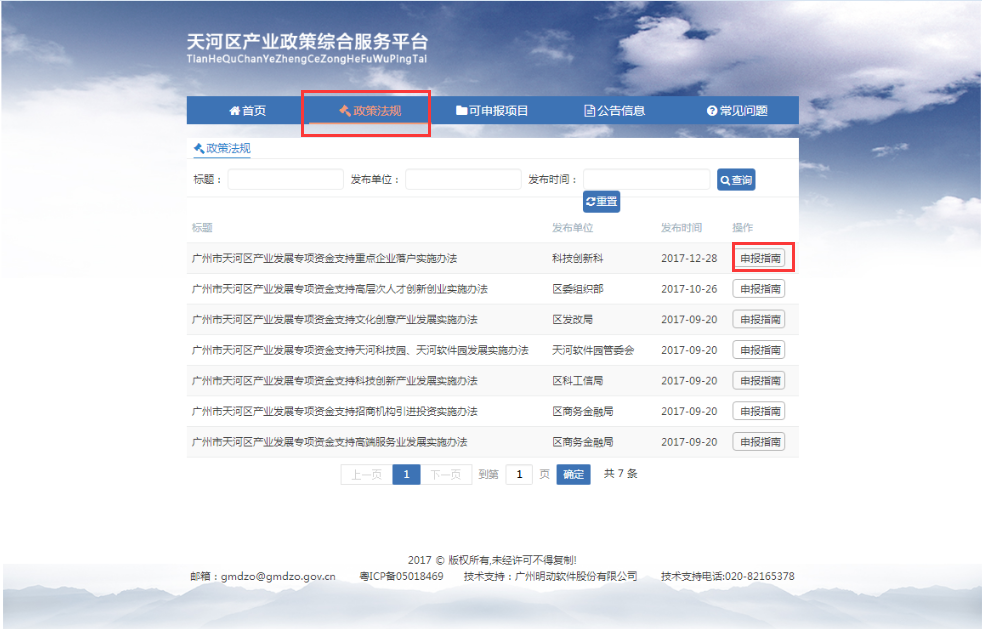 天河区产业政策综合服务平台
TianHeQuChanYeZhengCeZongHeFuWuPingTai
首页 政策法规 可申报项目 公告信息 常见问题
政策法规
标题： 发布单位： 发布时间： 查询
重置
标题 发布单位 发布时间 操作
广州市天河区产业发展专项资金支持重点企业落户实施办法 科技创新科 2017-12-28 申报指南
广州市天河区产业发展专项资金支持高层次人才创新创业实施办法 区委组织部 2017-10-26 申报指南
广州市天河区产业发展专项资金支持文化创意产业发展实施办法 区发改局 2017-09-20 申报指南
广州市天河区产业发展专项资金支持天河科技园、天河软件园发展实施办法 天河软件园管委会 2017-09-20 申报指南
广州市天河区产业发展专项资金支持科技创新产业发展实施办法 区科工信局 2017-09-20 申报指南
广州市天河区产业发展专项资金支持招商机构引进投资实施办法 区商务金融局 2017-09-20 申报指南
广州市天河区产业发展专项资金支持高端服务业发展实施办法 区商务金融局 2017-09-20 申报指南
上一页 1 下一页 到第 1 页 确定 共 7 条
2017 © 版权所有,未经许可不得复制!
邮箱：gmdzo@gmdzo.gov.cn 粤ICP备05018469 技术支持：广州明动软件股份有限公司 技术支持电话:020-82165378